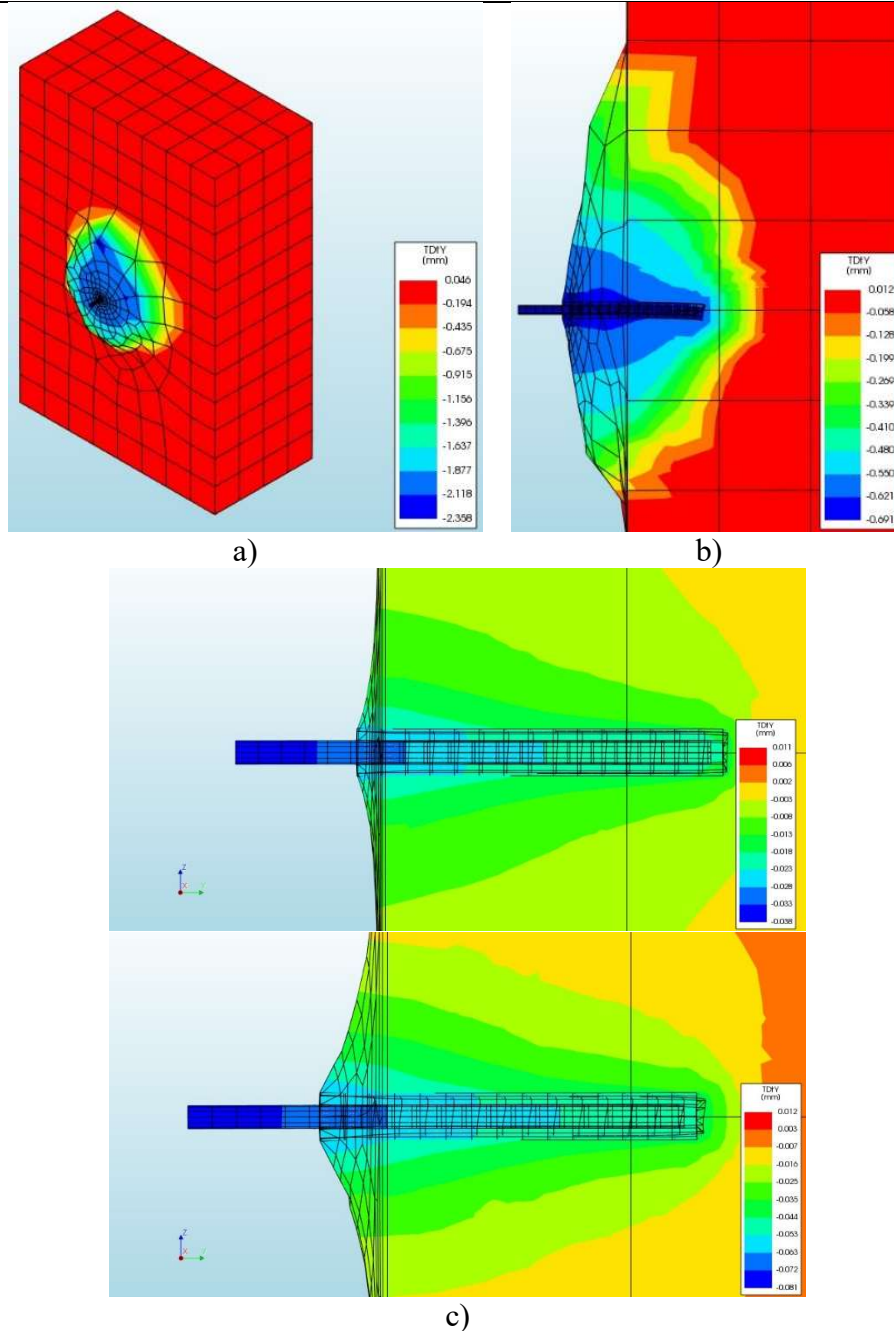 TDtY
(mm)
0.046
-0.194
-0.435
-0.675
-0.915
-1.156
-1.396
-1.637
-1.877
-2.118
-2.358
a)
TDtY
(mm)
0.012
-0.058
-0.128
-0.199
-0.269
-0.339
-0.410
-0.480
-0.550
-0.621
-0.691
b)
TDtY
(mm)
0.011
0.006
0.002
-0.003
-0.008
-0.013
-0.018
-0.023
-0.028
-0.033
-0.038
Z
X
Y
TDtY
(mm)
0.012
0.003
-0.007
-0.016
-0.025
-0.035
-0.044
-0.053
-0.063
-0.072
-0.081
Z
X
Y
c)